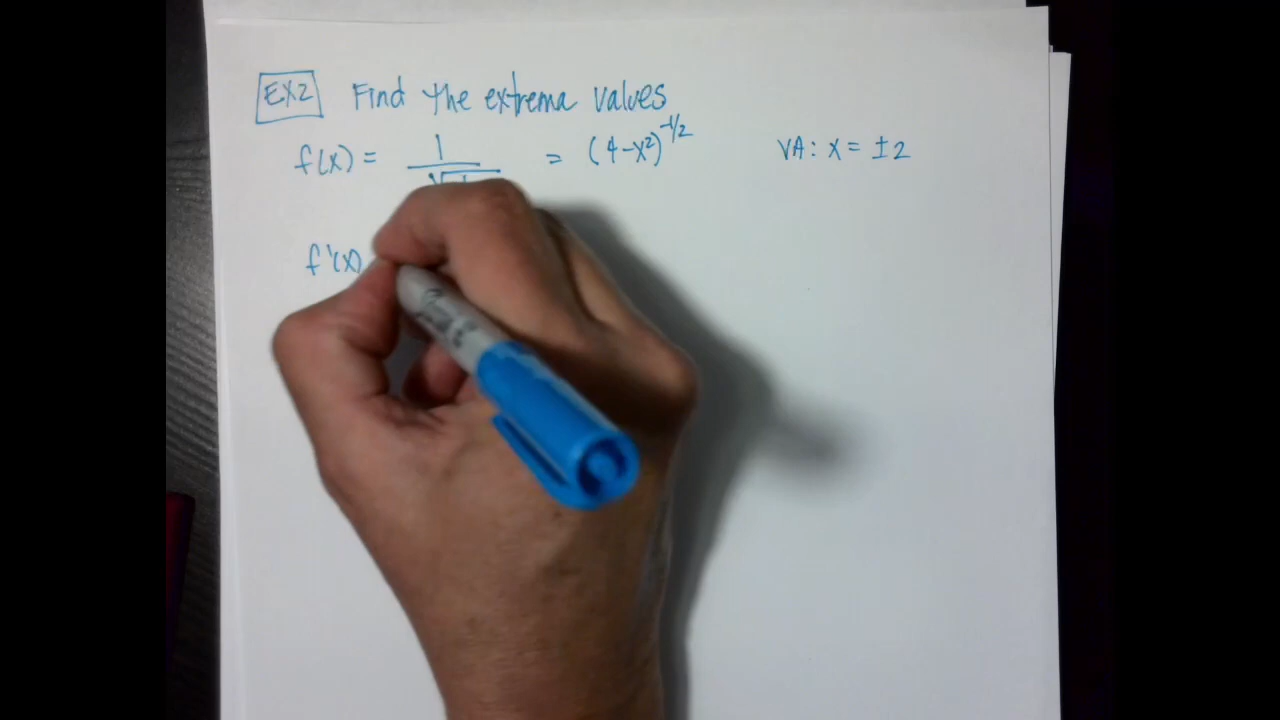 EX2 Find the extrema values
f(x) = 1/√ = (4-x²)^-1/2 VA: x = ±2
f'(x)